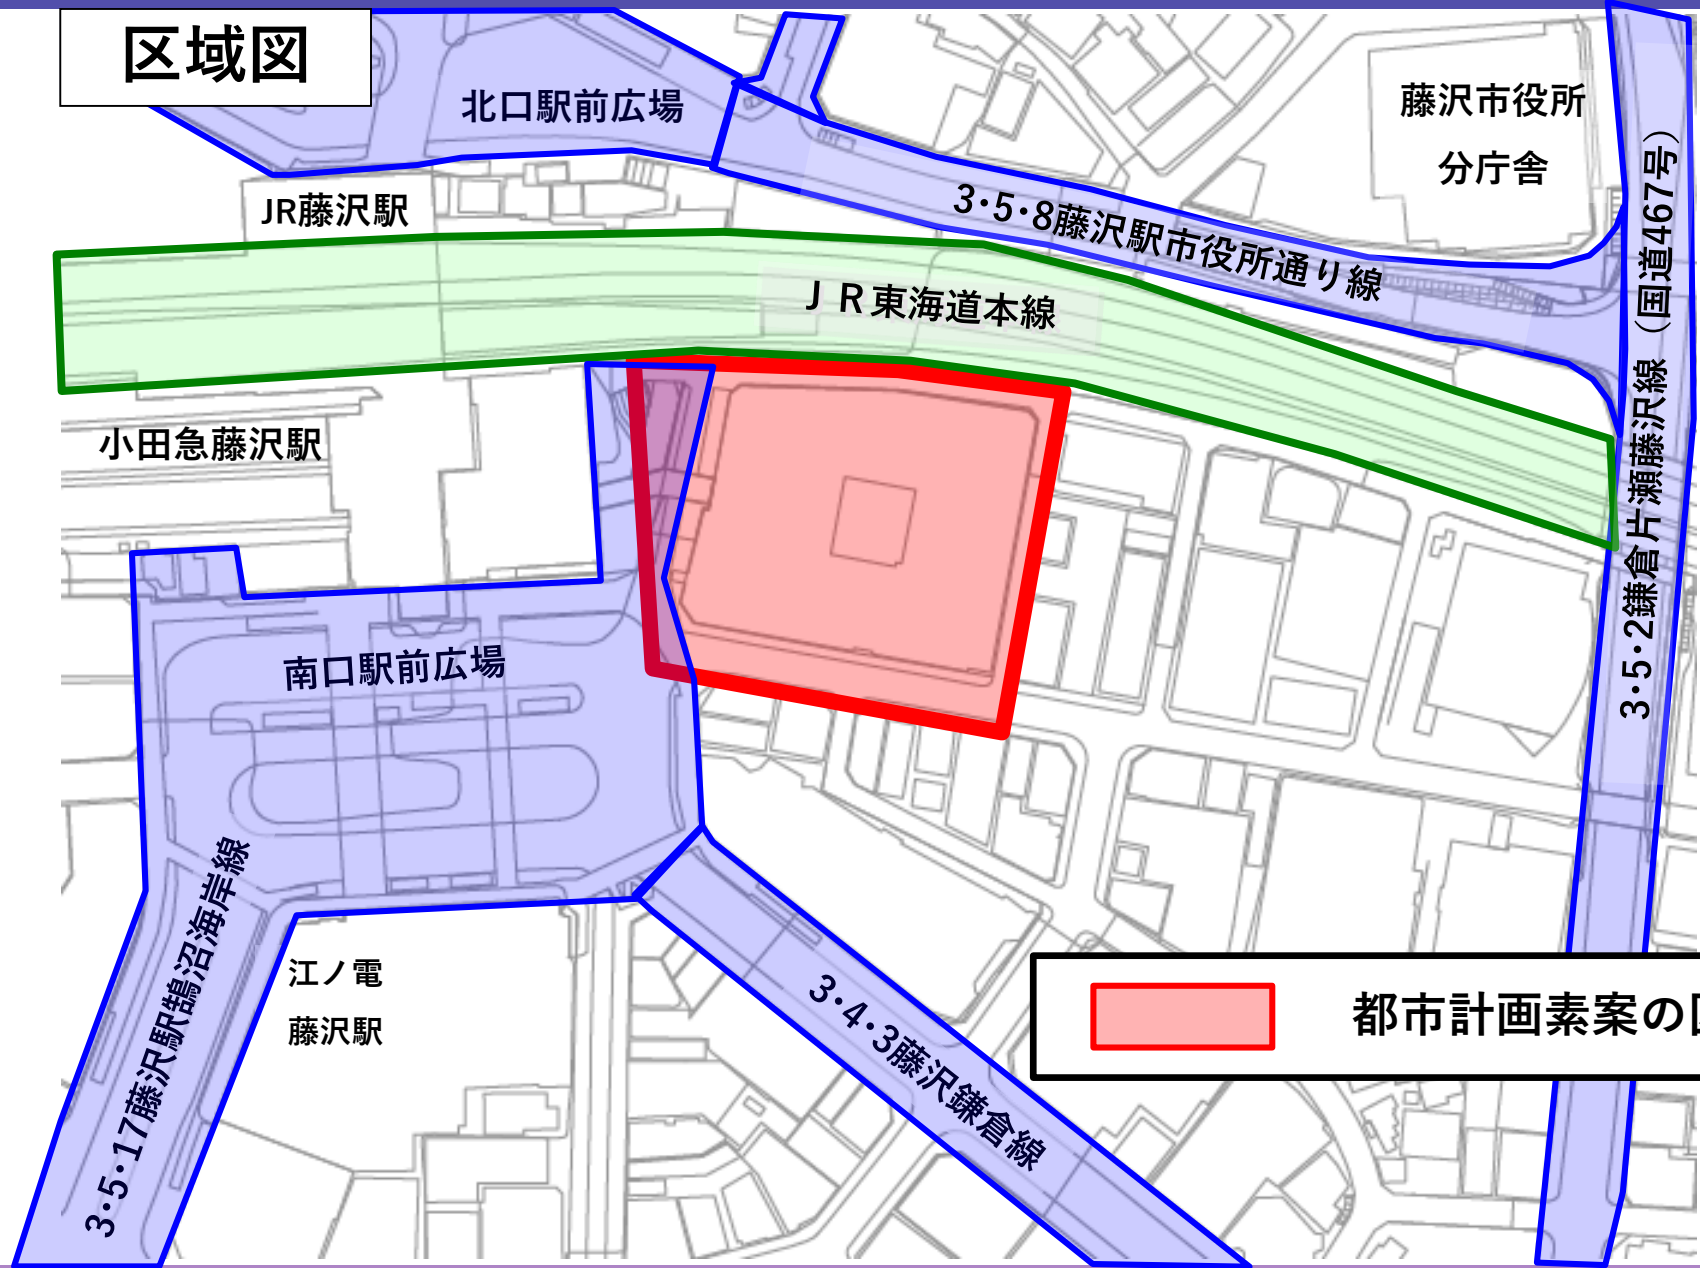 区域図
北口駅前広場
藤沢市役所
分庁舎
JR藤沢駅
3・5・8藤沢駅市役所通り線
ＪＲ東海道本線
3・5・2鎌倉片瀬藤沢線（国道467号）
小田急藤沢駅
南口駅前広場
3・5・17藤沢駅鵠沼海岸線
江ノ電
藤沢駅
3・4・3藤沢鎌倉線
都市計画素案の